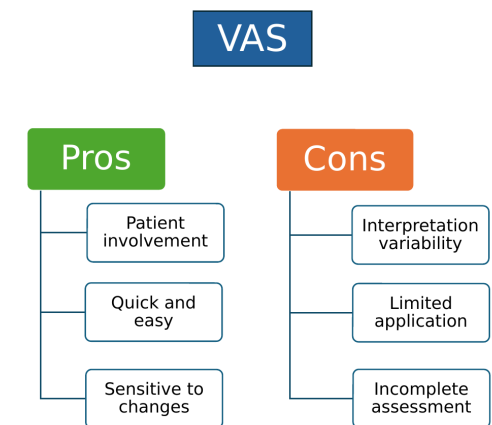 VAS
Pros
Patient
involvement
Quick and
easy
Sensitive to
changes
Cons
Interpretation
variability
Limited
application
Incomplete
assessment